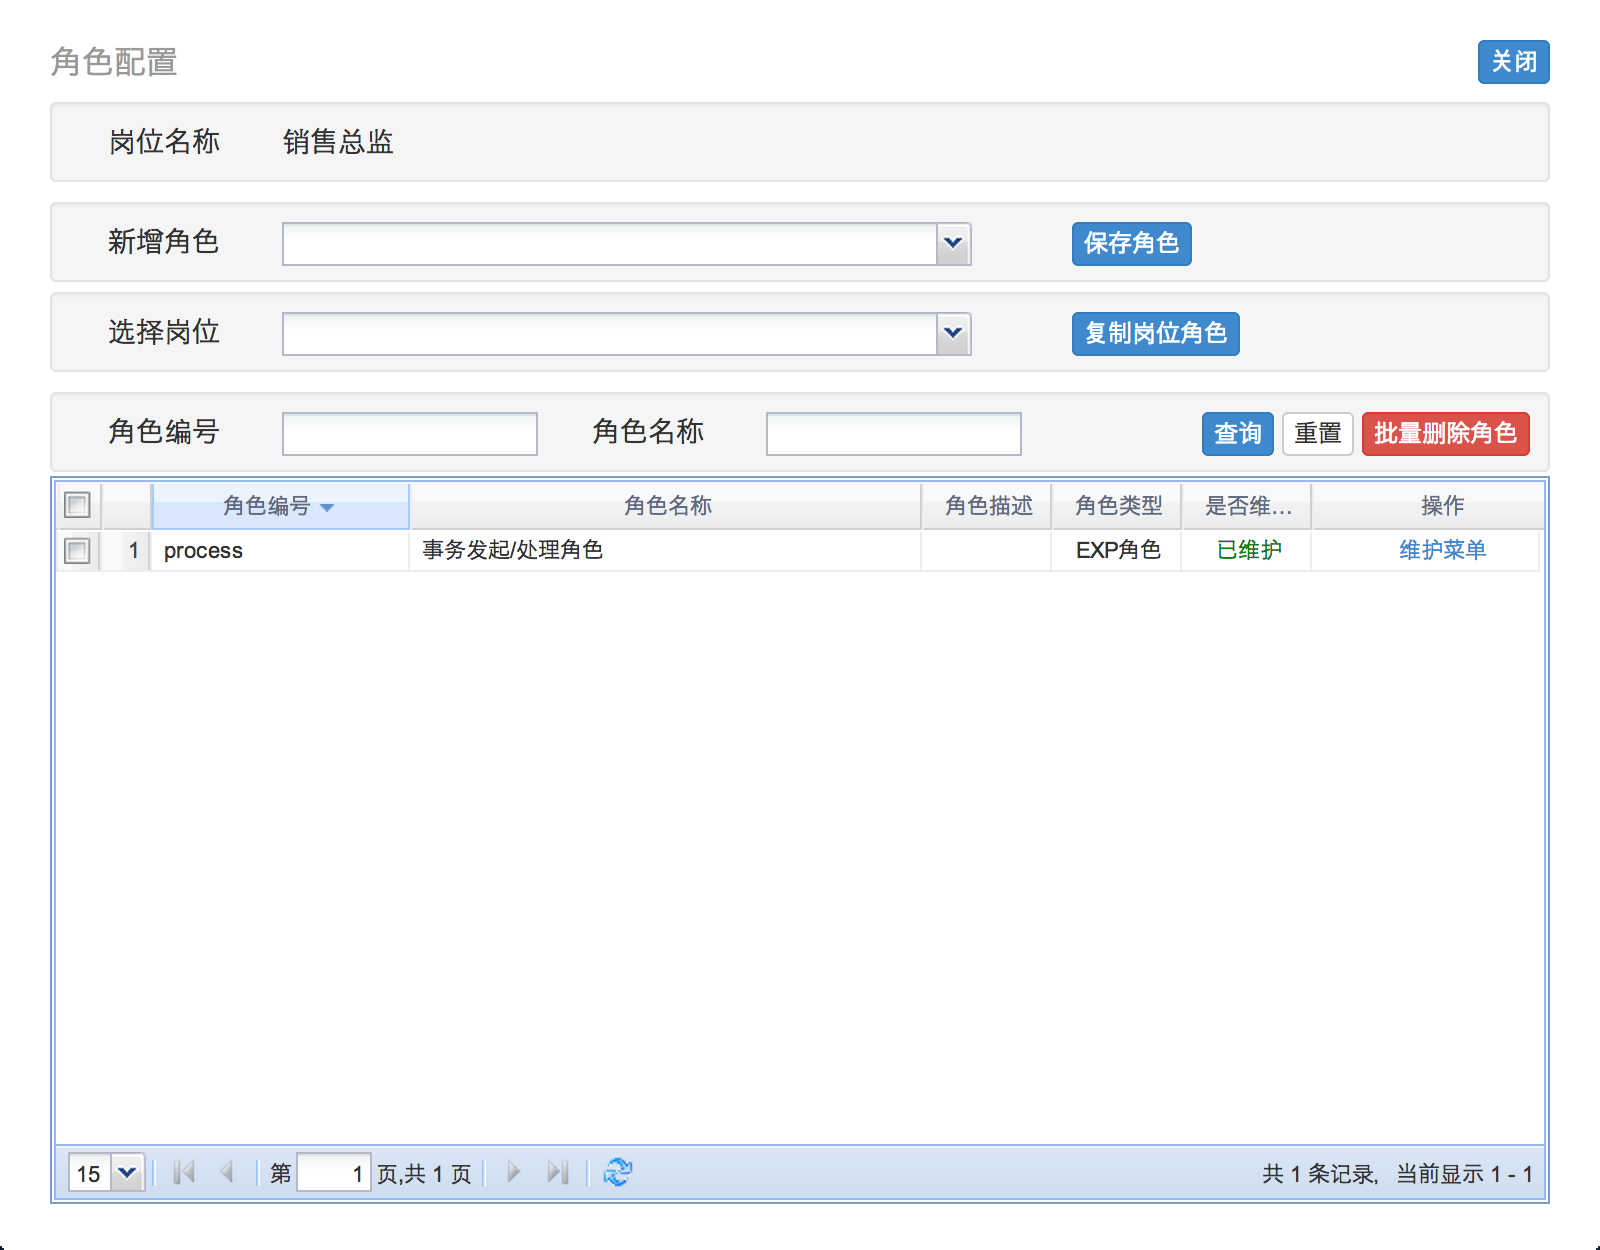 角色配置 关闭
岗位名称 销售总监
新增角色 保存角色
选择岗位 复制岗位角色
角色编号 角色名称 查询 重置 批量删除角色
角色编号 角色名称 角色描述 角色类型 是否维... 操作
1 process 事务发起/处理角色 EXP角色 已维护 维护菜单
15 第 1 页,共 1 页 共 1 条记录, 当前显示 1 - 1